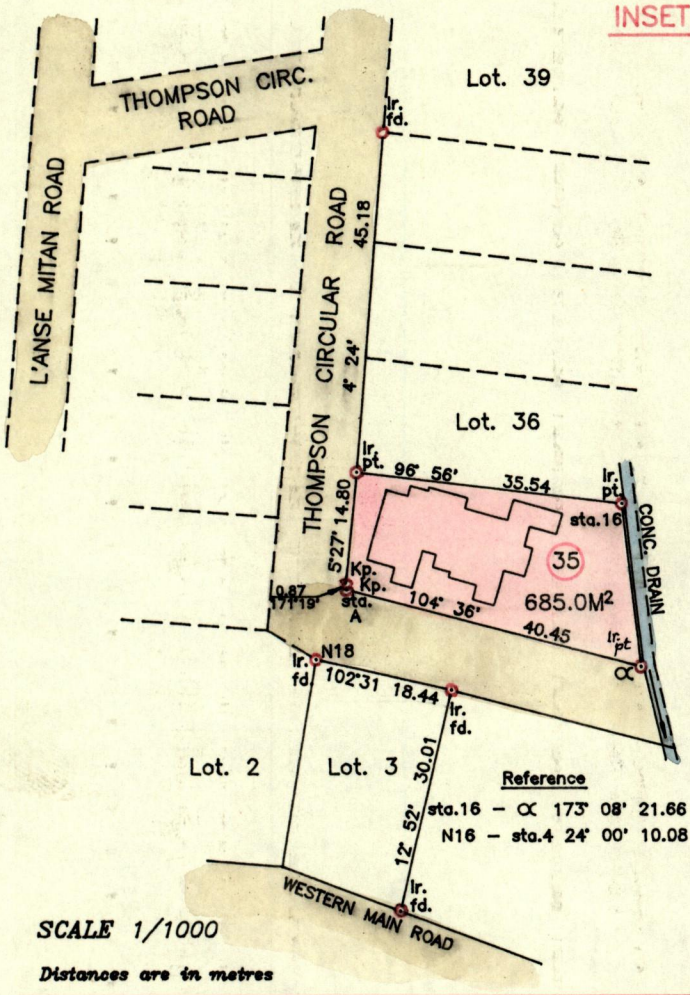 INSET
Lot. 39
THOMPSON CIRC.
ROAD
Ir.
fd.
L'ANSE MITAN ROAD
THOMPSON CIRCULAR ROAD
45.18
4° 24'
Lot. 36
Ir.
pt.
96° 56' 35.54
Ir.
pt
sta.16
CONC. DRAIN
5°27' 14.80
35
685.0M²
Kp.
Kp.
sta.
A
0.87
171°19'
104° 36' 40.45
Ir.
pt
∝
N18
Ir.
fd.
102°31 18.44
Ir.
fd.
Lot. 2
Lot. 3
12° 52' 30.01
Reference
sta.16 - ∝ 173° 08' 21.66
N16 - sta.4 24° 00' 10.08
Ir.
fd.
WESTERN MAIN ROAD
SCALE 1/1000
Distances are in metres